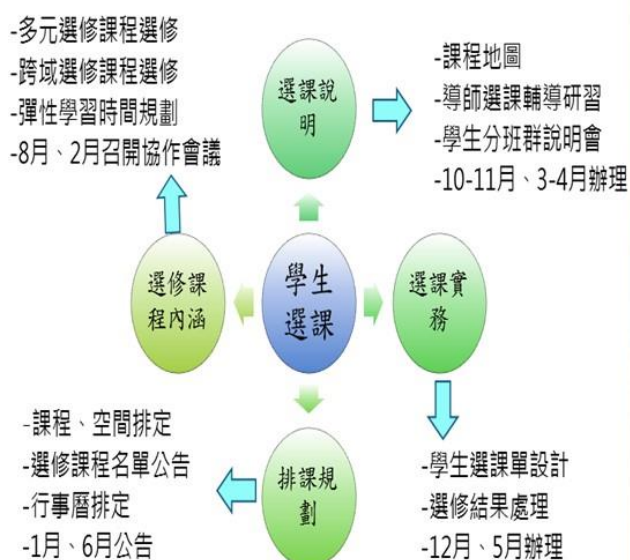 -多元選修課程選修
-跨域選修課程選修
-彈性學習時間規劃
-8月、2月召開協作會議
選課說
明
-課程地圖
-導師選課輔導研習
-學生分班群說明會
-10-11月、3-4月辦理
選修課
程內涵
學生
選課
選課實
務
-課程、空間排定
-選修課程名單公告
-行事曆排定
-1月、6月公告
排課規
劃
-學生選課單設計
-選修結果處理
-12月、5月辦理